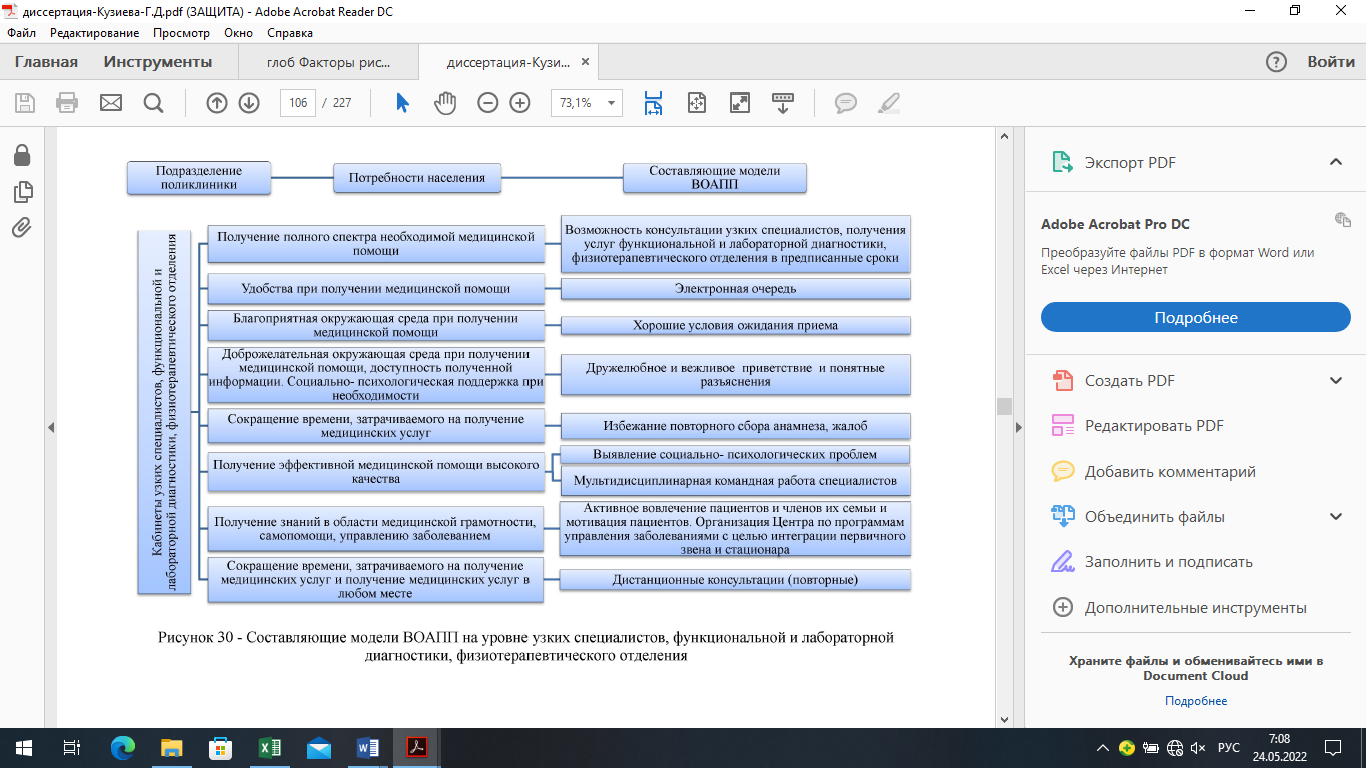 диссертация-Кузиева-Г.Д.pdf (ЗАЩИТА) - Adobe Acrobat Reader DC
Файл Редактирование Просмотр Окно Справка
Главная Инструменты глоб Факторы рис... диссертация-Кузи... ×
Войти
106 / 227 73,1%
Подразделение
поликлиники
Потребности населения
Составляющие модели
ВОАПП
Кабинеты узких специалистов, функциональной и
лабораторной диагностики, физиотерапевтического отделения
Получение полного спектра необходимой медицинской
помощи
Возможность консультации узких специалистов, получения
услуг функциональной и лабораторной диагностики,
физиотерапевтического отделения в предписанные сроки
Удобства при получении медицинской помощи
Электронная очередь
Благоприятная окружающая среда при получении
медицинской помощи
Хорошие условия ожидания приема
Доброжелательная окружающая среда при получении
медицинской помощи, доступность полученной
информации. Социально- психологическая поддержка при
необходимости
Дружелюбное и вежливое приветствие и понятные
разъяснения
Сокращение времени, затрачиваемого на получение
медицинских услуг
Избежание повторного сбора анамнеза, жалоб
Получение эффективной медицинской помощи высокого
качества
Выявление социально- психологических проблем
Мультидисциплинарная командная работа специалистов
Получение знаний в области медицинской грамотности,
самопомощи, управлению заболеванием
Активное вовлечение пациентов и членов их семьи и
мотивация пациентов. Организация Центра по программам
управления заболеваниями с целью интеграции первичного
звена и стационара
Сокращение времени, затрачиваемого на получение
медицинских услуг и получение медицинских услуг в
любом месте
Дистанционные консультации (повторные)
Рисунок 30 - Составляющие модели ВОАПП на уровне узких специалистов, функциональной и лабораторной
диагностики, физиотерапевтического отделения
Экспорт PDF
Adobe Acrobat Pro DC
Преобразуйте файлы PDF в формат Word или
Excel через Интернет
Подробнее
Создать PDF
Редактировать PDF
Добавить комментарий
Объединить файлы
Заполнить и подписать
Дополнительные инструменты
Храните файлы и обменивайтесь ими в
Document Cloud
Подробнее
РУС
7:08
24.05.2022